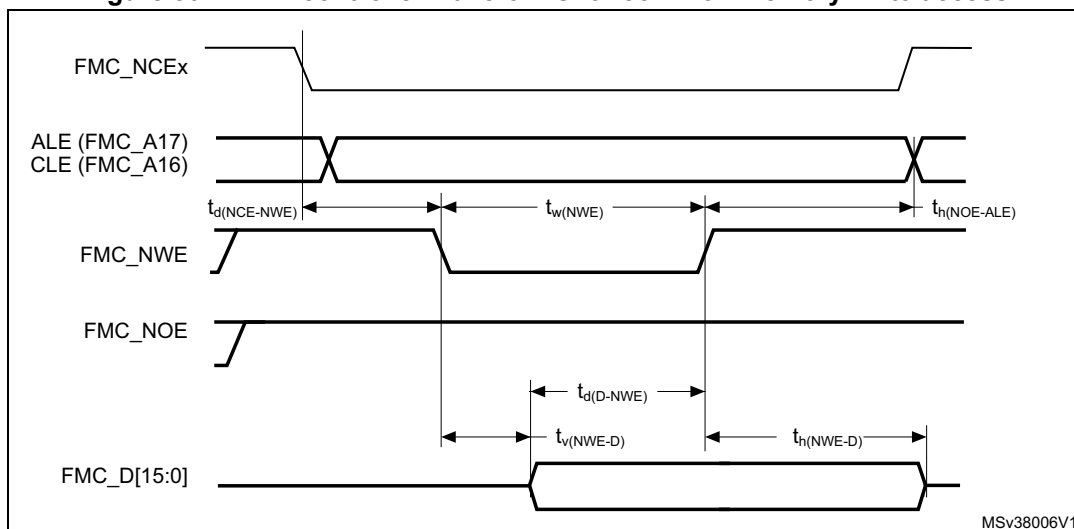 FMC_NCEx
ALE (FMC_A17)
CLE (FMC_A16)
td(NCE-NWE)
tw(NWE)
th(NOE-ALE)
FMC_NWE
FMC_NOE
td(D-NWE)
tv(NWE-D)
th(NWE-D)
FMC_D[15:0]
MSv38006V1